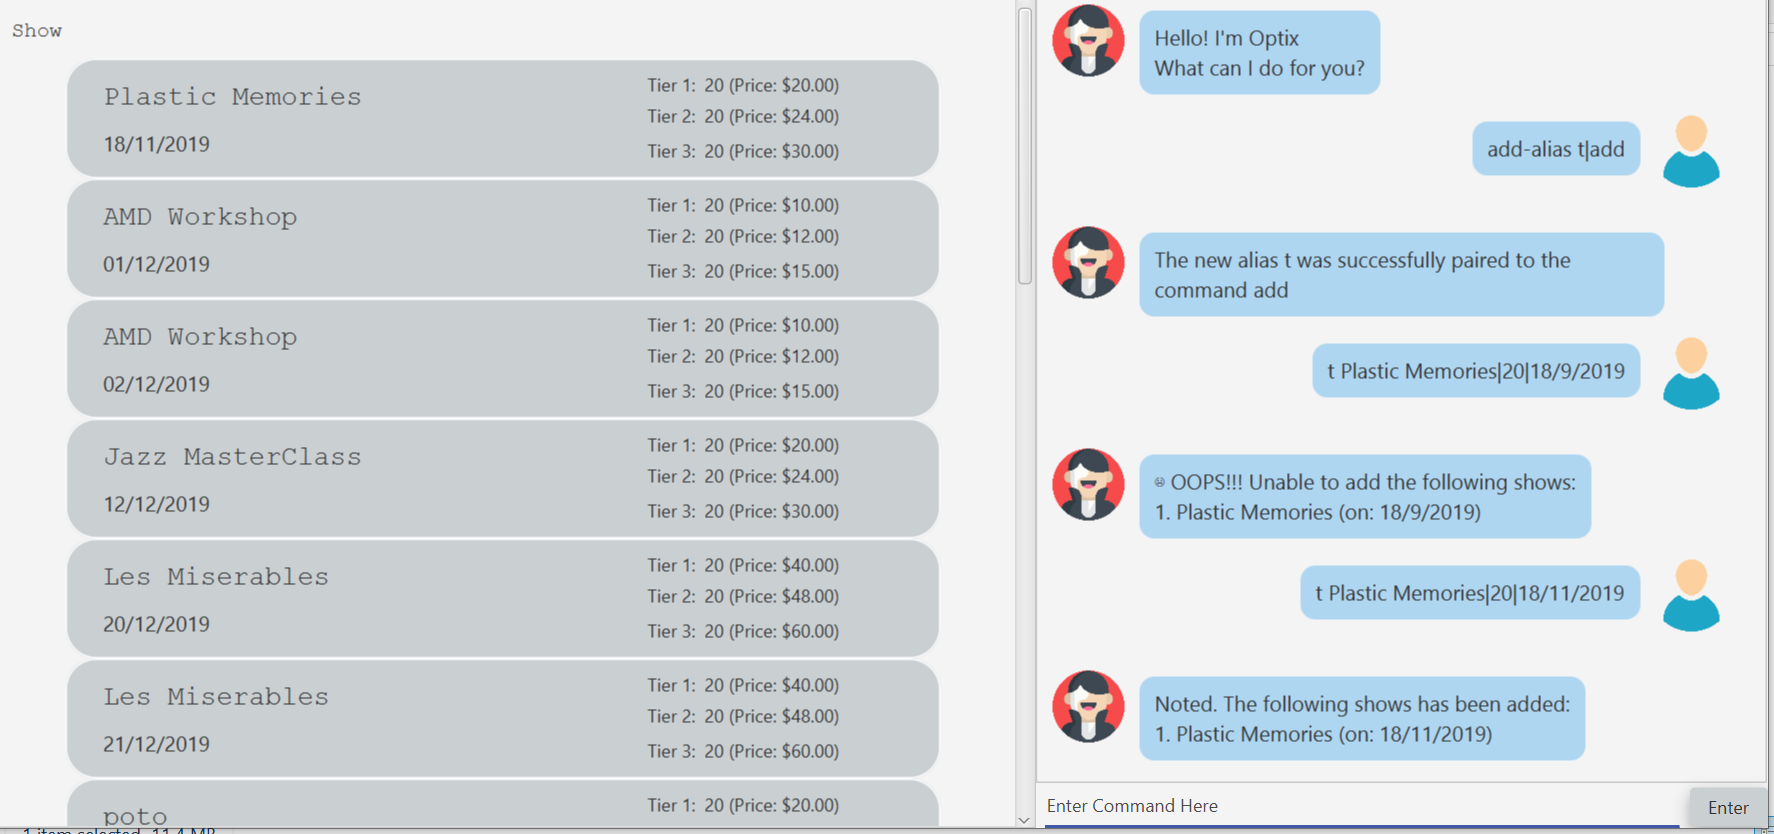 Show
Plastic Memories
18/11/2019
Tier 1: 20 (Price: $20.00)
Tier 2: 20 (Price: $24.00)
Tier 3: 20 (Price: $30.00)
AMD Workshop
01/12/2019
Tier 1: 20 (Price: $10.00)
Tier 2: 20 (Price: $12.00)
Tier 3: 20 (Price: $15.00)
AMD Workshop
02/12/2019
Tier 1: 20 (Price: $10.00)
Tier 2: 20 (Price: $12.00)
Tier 3: 20 (Price: $15.00)
Jazz MasterClass
12/12/2019
Tier 1: 20 (Price: $20.00)
Tier 2: 20 (Price: $24.00)
Tier 3: 20 (Price: $30.00)
Les Miserables
20/12/2019
Tier 1: 20 (Price: $40.00)
Tier 2: 20 (Price: $48.00)
Tier 3: 20 (Price: $60.00)
Les Miserables
21/12/2019
Tier 1: 20 (Price: $40.00)
Tier 2: 20 (Price: $48.00)
Tier 3: 20 (Price: $60.00)
poto
Tier 1: 20 (Price: $20.00)
1 item selected 11.4 MB
Hello! I'm Optix
What can I do for you?
add-alias t|add
The new alias t was successfully paired to the
command add
t Plastic Memories|20|18/9/2019
☹ OOPS!!! Unable to add the following shows:
1. Plastic Memories (on: 18/9/2019)
t Plastic Memories|20|18/11/2019
Noted. The following shows has been added:
1. Plastic Memories (on: 18/11/2019)
Enter Command Here
Enter